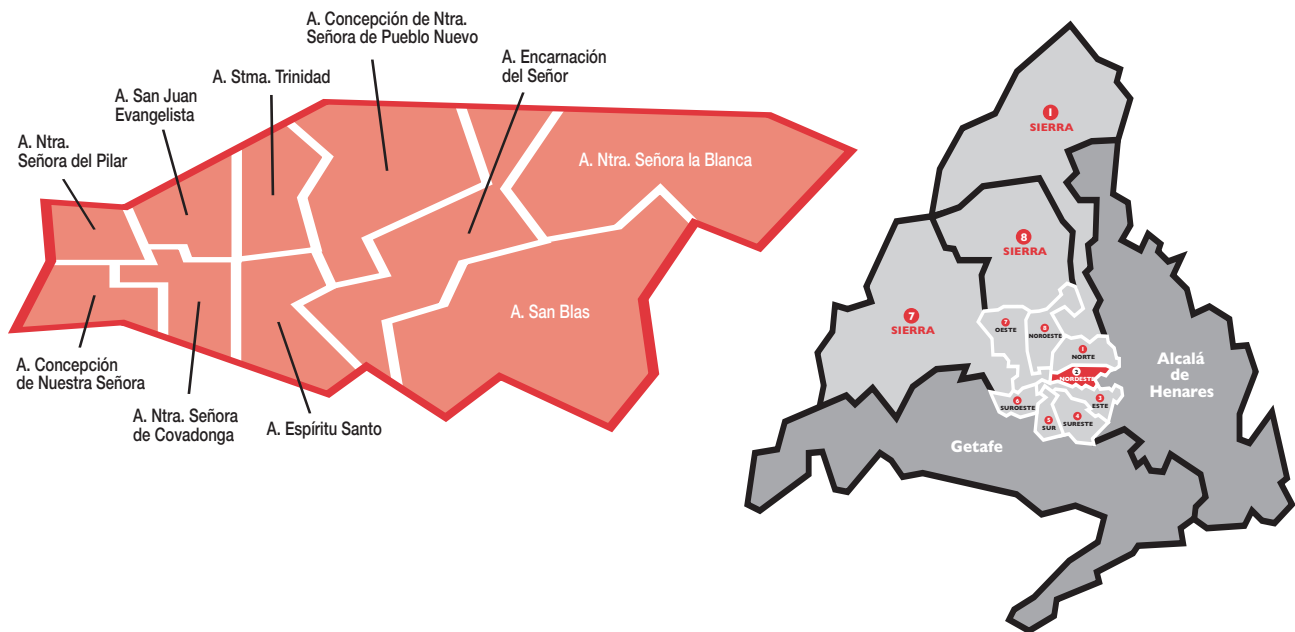 A. Concepción de Ntra.
Señora de Pueblo Nuevo
A. Encarnación
del Señor
A. Stma. Trinidad
A. San Juan
Evangelista
A. Ntra.
Señora del Pilar
A. Ntra. Señora la Blanca
A. San Blas
A. Concepción
de Nuestra Señora
A. Ntra. Señora
de Covadonga
A. Espíritu Santo
1
SIERRA
8
SIERRA
7
SIERRA
7
OESTE
8
NOROESTE
1
NORTE
2
NORDESTE
3
ESTE
6
SUROESTE
5
SUR
4
SURESTE
Alcalá
de
Henares
Getafe